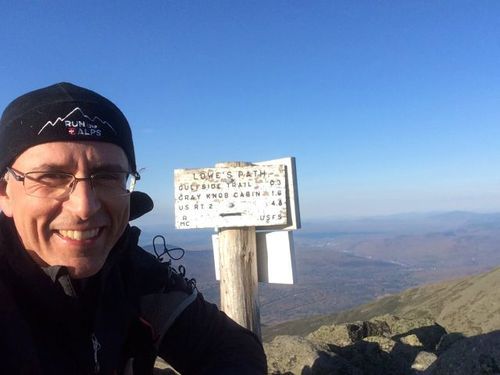 RUN the
ALPS
LOWE'S PATH
GULFSIDE TRAIL 0.3
GRAY KNOB CABIN 1.6
US RT. 2 4.8
R USFS
MC